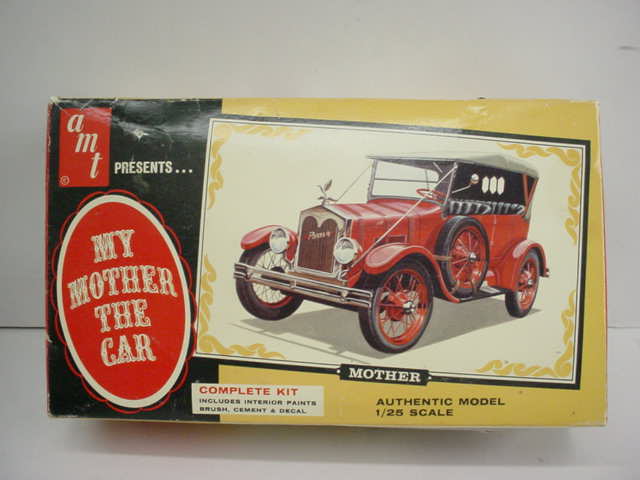 amt
©
PRESENTS...
MY
MOTHER
THE
CAR
MOTHER
COMPLETE KIT
INCLUDES INTERIOR PAINTS
BRUSH, CEMENT & DECAL
AUTHENTIC MODEL
1/25 SCALE